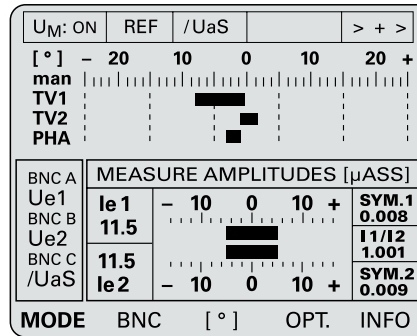 UM: ON REF /UaS > + >
[°] – 20 10 0 10 20 +
man
TV1
TV2
PHA
BNC A
Ue1
BNC B
Ue2
BNC C
/UaS
MEASURE AMPLITUDES [µASS]
Ie 1 – 10 0 10 + SYM.1
11.5 0.008
I1/I2
1.001
11.5 SYM.2
Ie 2 – 10 0 10 + 0.009
MODE BNC [°] OPT. INFO